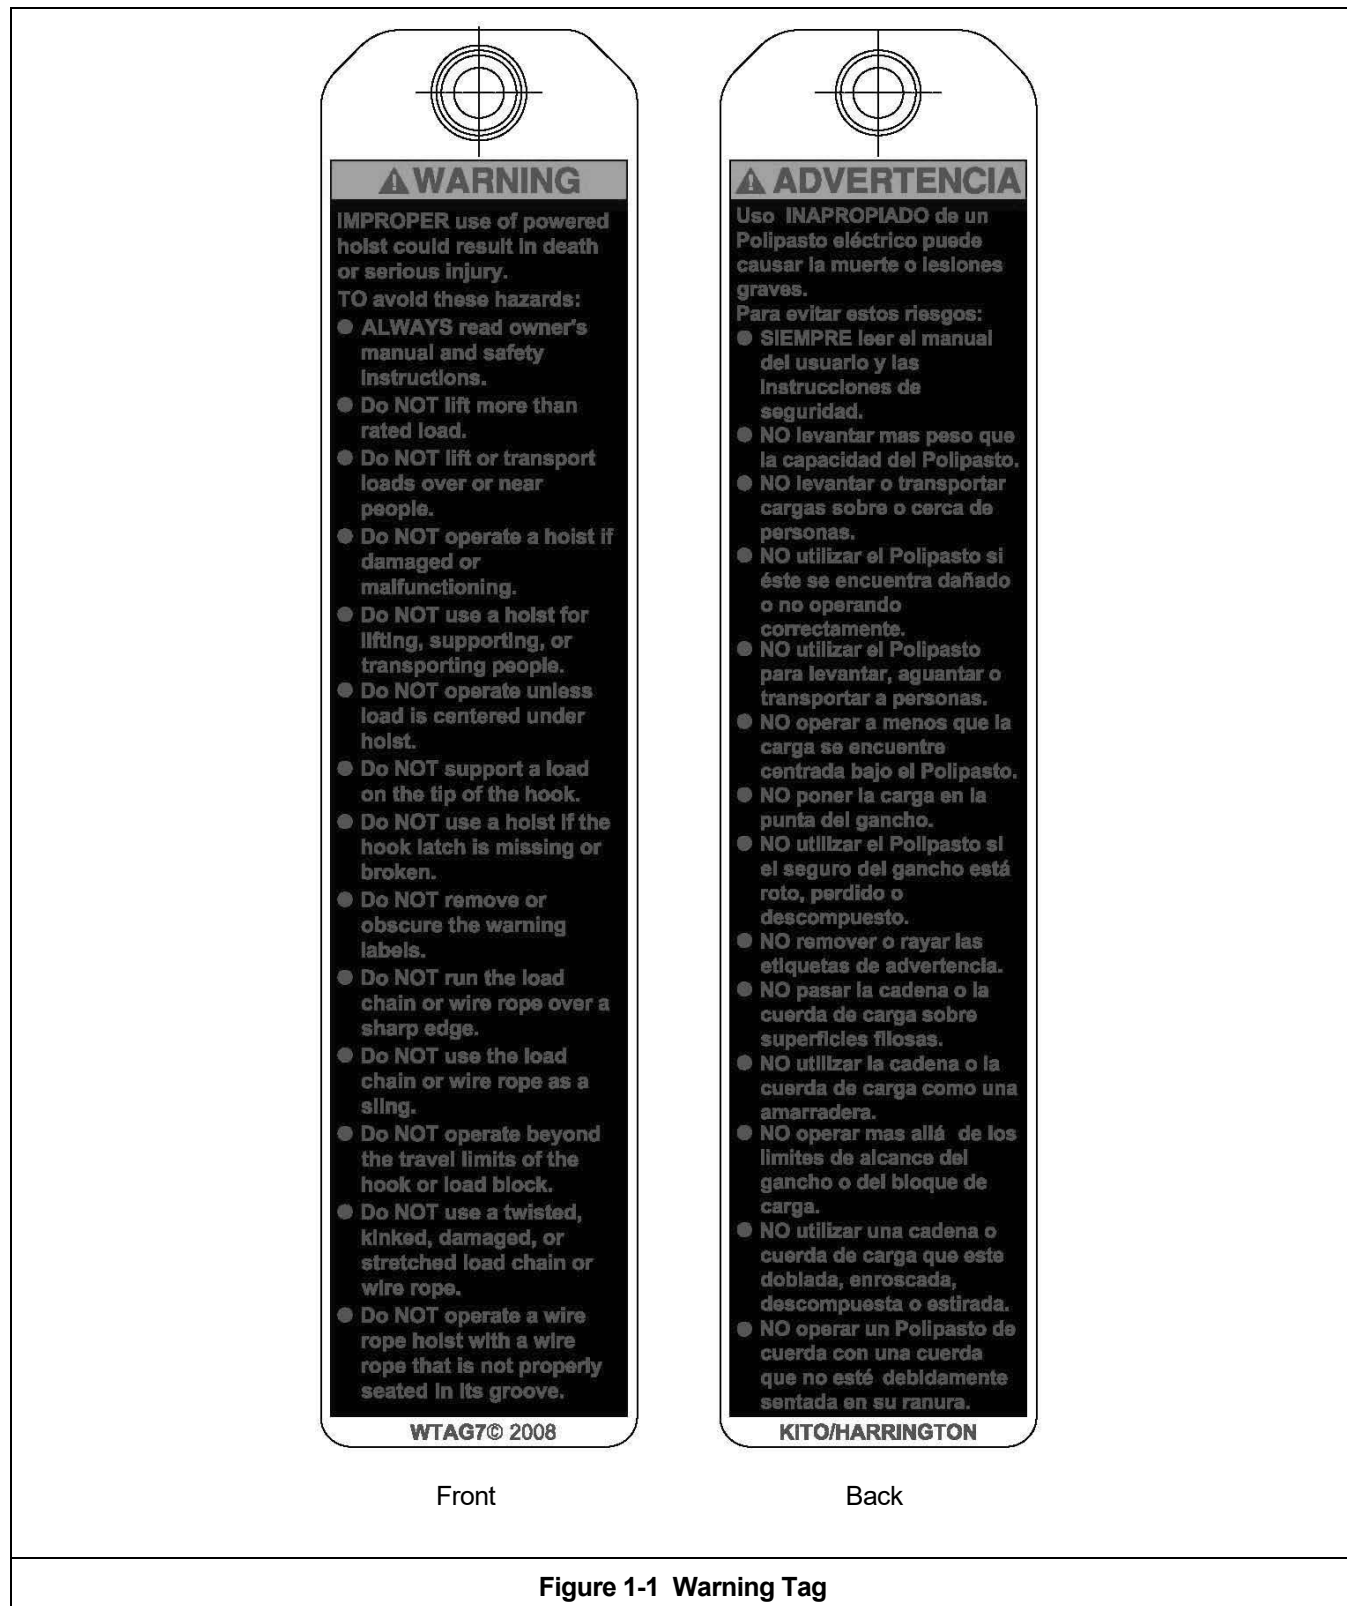 WARNING
IMPROPER use of powered
hoist could result in death
or serious injury.
TO avoid these hazards:
● ALWAYS read owner's
manual and safety
instructions.
● Do NOT lift more than
rated load.
● Do NOT lift or transport
loads over or near
people.
● Do NOT operate a hoist if
damaged or
malfunctioning.
● Do NOT use a hoist for
lifting, supporting, or
transporting people.
● Do NOT operate unless
load is centered under
hoist.
● Do NOT support a load
on the tip of the hook.
● Do NOT use a hoist if the
hook latch is missing or
broken.
● Do NOT remove or
obscure the warning
labels.
● Do NOT run the load
chain or wire rope over a
sharp edge.
● Do NOT use the load
chain or wire rope as a
sling.
● Do NOT operate beyond
the travel limits of the
hook or load block.
● Do NOT use a twisted,
kinked, damaged, or
stretched load chain or
wire rope.
● Do NOT operate a wire
rope hoist with a wire
rope that is not properly
seated in its groove.
WTAG7© 2008
Front
ADVERTENCIA
Uso INAPROPIADO de un
Polipasto eléctrico puede
causar la muerte o lesiones
graves.
Para evitar estos riesgos:
● SIEMPRE leer el manual
del usuario y las
instrucciones de
seguridad.
● NO levantar mas peso que
la capacidad del Polipasto.
● NO levantar o transportar
cargas sobre o cerca de
personas.
● NO utilizar el Polipasto si
éste se encuentra dañado
o no operando
correctamente.
● NO utilizar el Polipasto
para levantar, aguantar o
transportar a personas.
● NO operar a menos que la
carga se encuentre
centrada bajo el Polipasto.
● NO poner la carga en la
punta del gancho.
● NO utilizar el Polipasto si
el seguro del gancho está
roto, perdido o
descompuesto.
● NO remover o rayar las
etiquetas de advertencia.
● NO pasar la cadena o la
cuerda de carga sobre
superficies filosas.
● NO utilizar la cadena o la
cuerda de carga como una
amarradera.
● NO operar mas allá de los
limites de alcance del
gancho o del bloque de
carga.
● NO utilizar una cadena o
cuerda de carga que este
doblada, enroscada,
descompuesta o estirada.
● NO operar un Polipasto de
cuerda con una cuerda
que no esté debidamente
sentada en su ranura.
KITO/HARRINGTON
Back
Figure 1-1 Warning Tag